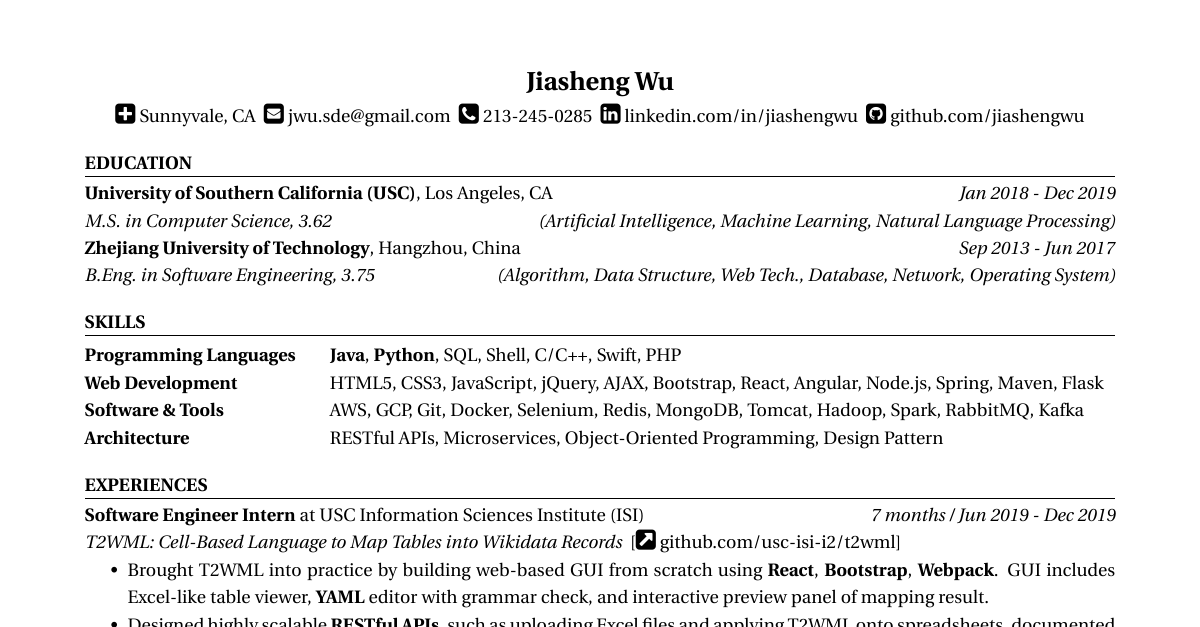 Jiasheng Wu
Sunnyvale, CA jwu.sde@gmail.com 213-245-0285 linkedin.com/in/jiashengwu github.com/jiashengwu
EDUCATION
University of Southern California (USC), Los Angeles, CA Jan 2018 - Dec 2019
M.S. in Computer Science, 3.62 (Artificial Intelligence, Machine Learning, Natural Language Processing)
Zhejiang University of Technology, Hangzhou, China Sep 2013 - Jun 2017
B.Eng. in Software Engineering, 3.75 (Algorithm, Data Structure, Web Tech., Database, Network, Operating System)
SKILLS
Programming Languages Java, Python, SQL, Shell, C/C++, Swift, PHP
Web Development HTML5, CSS3, JavaScript, jQuery, AJAX, Bootstrap, React, Angular, Node.js, Spring, Maven, Flask
Software & Tools AWS, GCP, Git, Docker, Selenium, Redis, MongoDB, Tomcat, Hadoop, Spark, RabbitMQ, Kafka
Architecture RESTful APIs, Microservices, Object-Oriented Programming, Design Pattern
EXPERIENCES
Software Engineer Intern at USC Information Sciences Institute (ISI) 7 months / Jun 2019 - Dec 2019
T2WML: Cell-Based Language to Map Tables into Wikidata Records [github.com/usc-isi-i2/t2wml]
• Brought T2WML into practice by building web-based GUI from scratch using React, Bootstrap, Webpack. GUI includes
Excel-like table viewer, YAML editor with grammar check, and interactive preview panel of mapping result.
• Designed highly scalable RESTful APIs, such as uploading Excel files and applying T2WML onto spreadsheets, documented